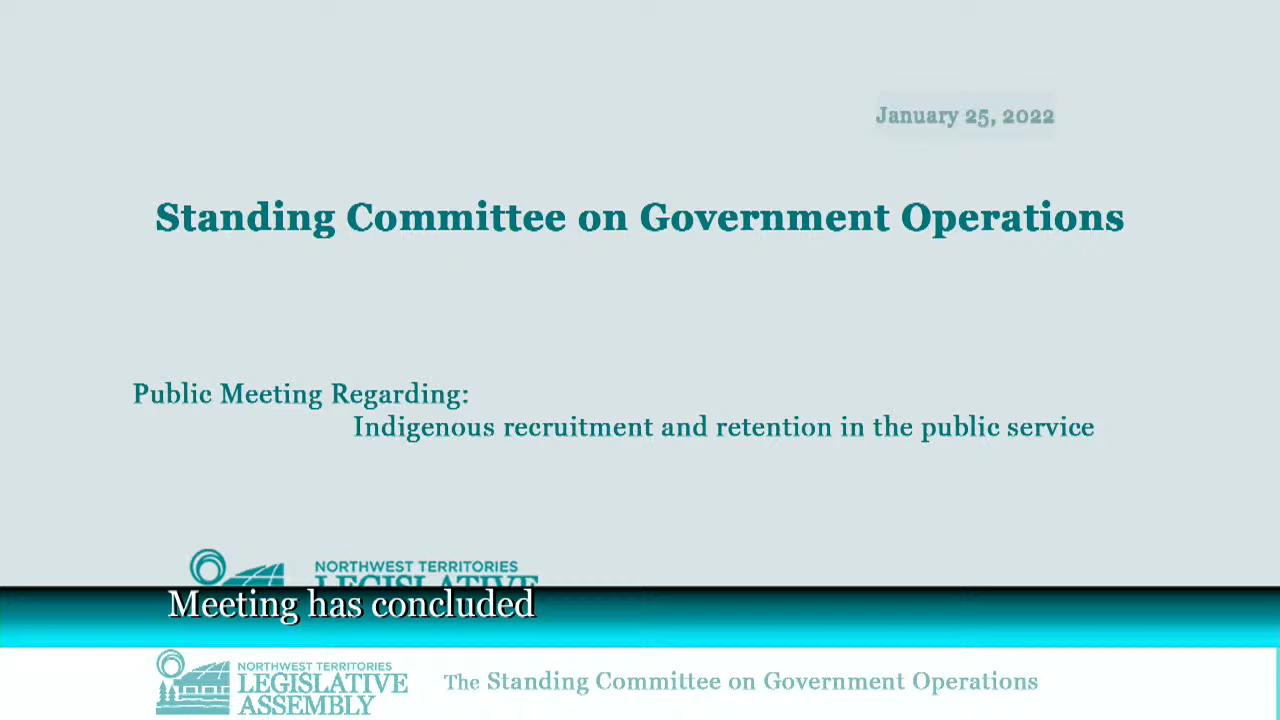 January 25, 2022
Standing Committee on Government Operations
Public Meeting Regarding:
Indigenous recruitment and retention in the public service
NORTHWEST TERRITORIES
LEGISLATIVE
Meeting has concluded
NORTHWEST TERRITORIES
LEGISLATIVE
ASSEMBLY
The Standing Committee on Government Operations